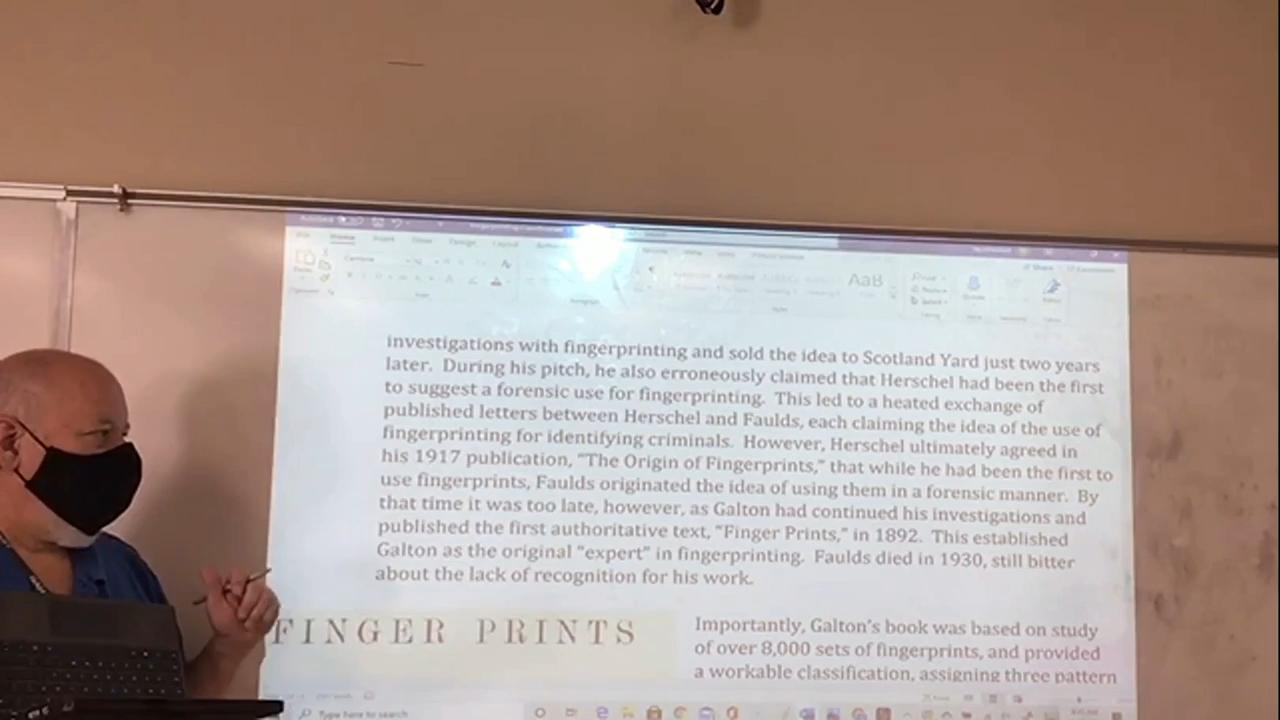 AaB
investigations with fingerprinting and sold the idea to Scotland Yard just two years
later. During his pitch, he also erroneously claimed that Herschel had been the first
to suggest a forensic use for fingerprinting. This led to a heated exchange of
published letters between Herschel and Faulds, each claiming the idea of the use of
fingerprinting for identifying criminals. However, Herschel ultimately agreed in
his 1917 publication, “The Origin of Fingerprints,” that while he had been the first to
use fingerprints, Faulds originated the idea of using them in a forensic manner. By
that time it was too late, however, as Galton had continued his investigations and
published the first authoritative text, “Finger Prints,” in 1892. This established
Galton as the original “expert” in fingerprinting. Faulds died in 1930, still bitter
about the lack of recognition for his work.
FINGER PRINTS
Importantly, Galton’s book was based on study
of over 8,000 sets of fingerprints, and provided
a workable classification, assigning three pattern
Type here to search